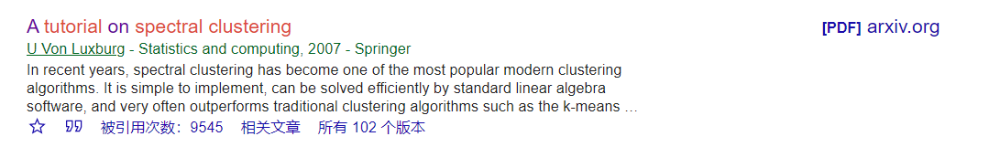 A tutorial on spectral clustering
[PDF] arxiv.org
U Von Luxburg - Statistics and computing, 2007 - Springer
In recent years, spectral clustering has become one of the most popular modern clustering
algorithms. It is simple to implement, can be solved efficiently by standard linear algebra
software, and very often outperforms traditional clustering algorithms such as the k-means …
被引用次数：9545 相关文章 所有 102 个版本